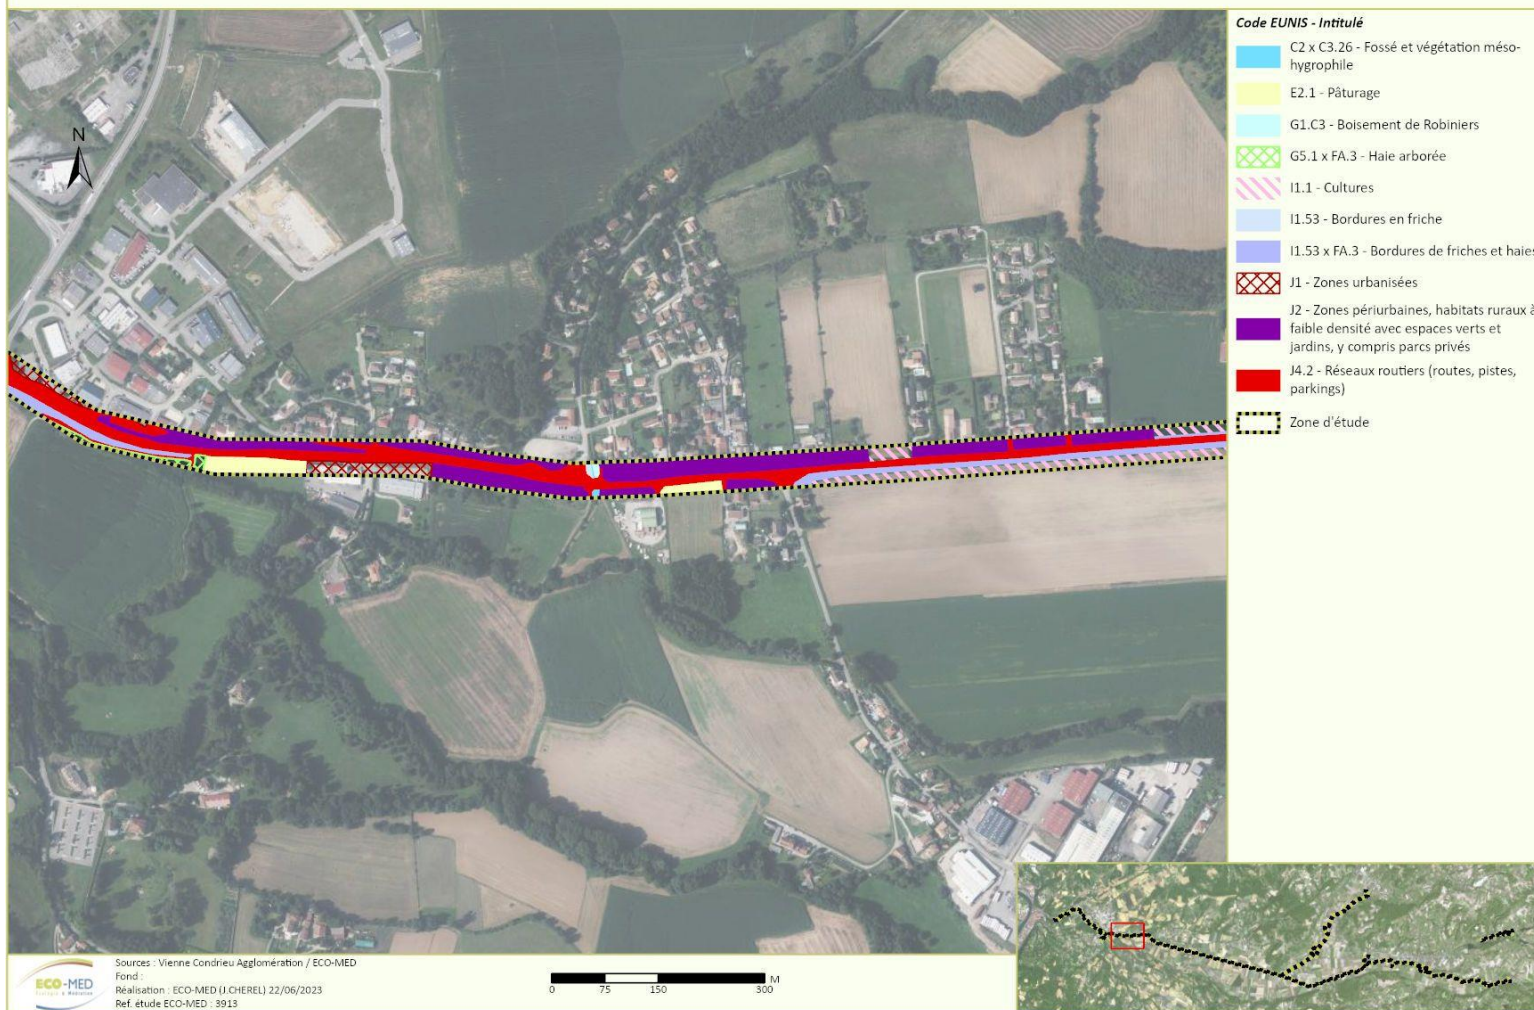 Code EUNIS - Intitulé
C2 x C3.26 - Fossé et végétation méso-
hygrophile
E2.1 - Pâturage
G1.C3 - Boisement de Robiniers
G5.1 x FA.3 - Haie arborée
I1.1 - Cultures
I1.53 - Bordures en friche
I1.53 x FA.3 - Bordures de friches et haies
J1 - Zones urbanisées
J2 - Zones périurbaines, habitats ruraux à
faible densité avec espaces verts et
jardins, y compris parcs privés
J4.2 - Réseaux routiers (routes, pistes,
parkings)
Zone d'étude
N
ECO-MED
Ecologie & Médiation
Sources : Vienne Condrieu Agglomération / ECO-MED
Fond :
Réalisation : ECO-MED (J.CHEREL) 22/06/2023
Ref. étude ECO-MED : 3913
M
0 75 150 300